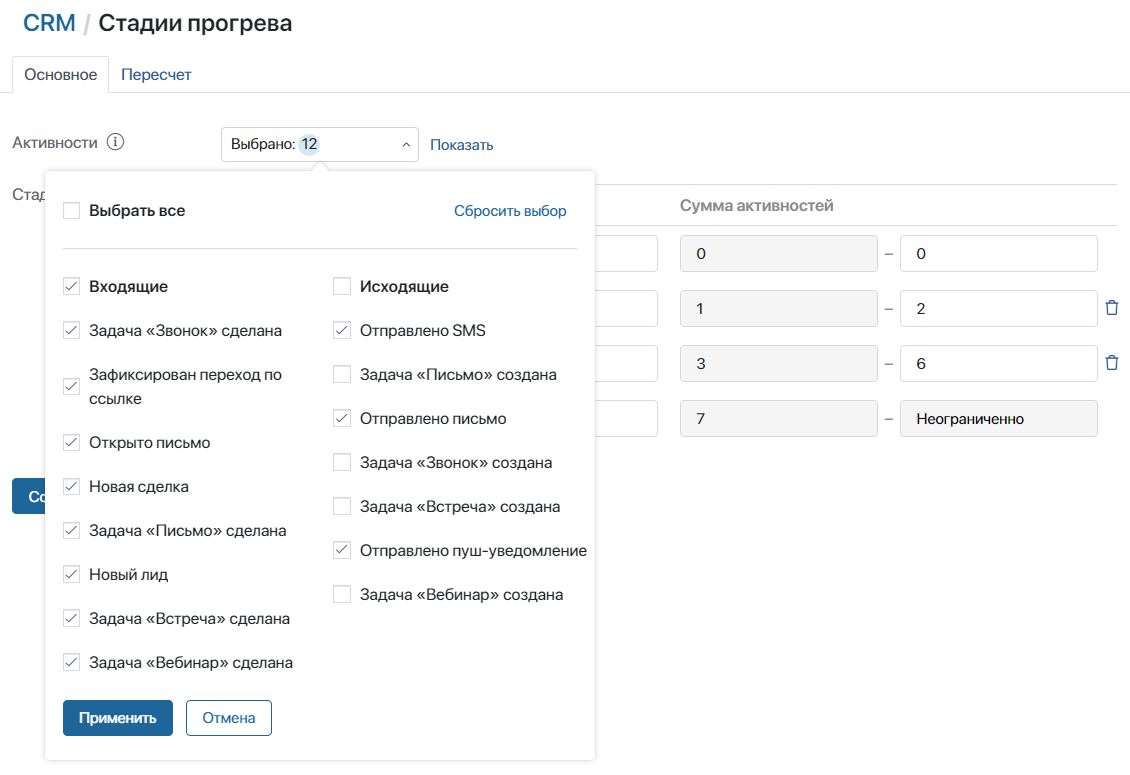 CRM / Стадии прогрева
Основное Пересчет
Активности
Выбрано: 12
Показать
Выбрать все
Сбросить выбор
Входящие
Задача «Звонок» сделана
Зафиксирован переход по
ссылке
Открыто письмо
Новая сделка
Задача «Письмо» сделана
Новый лид
Задача «Встреча» сделана
Задача «Вебинар» сделана
Исходящие
Отправлено SMS
Задача «Письмо» создана
Отправлено письмо
Задача «Звонок» создана
Задача «Встреча» создана
Отправлено пуш-уведомление
Задача «Вебинар» создана
Применить
Отмена
Сумма активностей
0 – 0
1 – 2
3 – 6
7 – Неограниченно